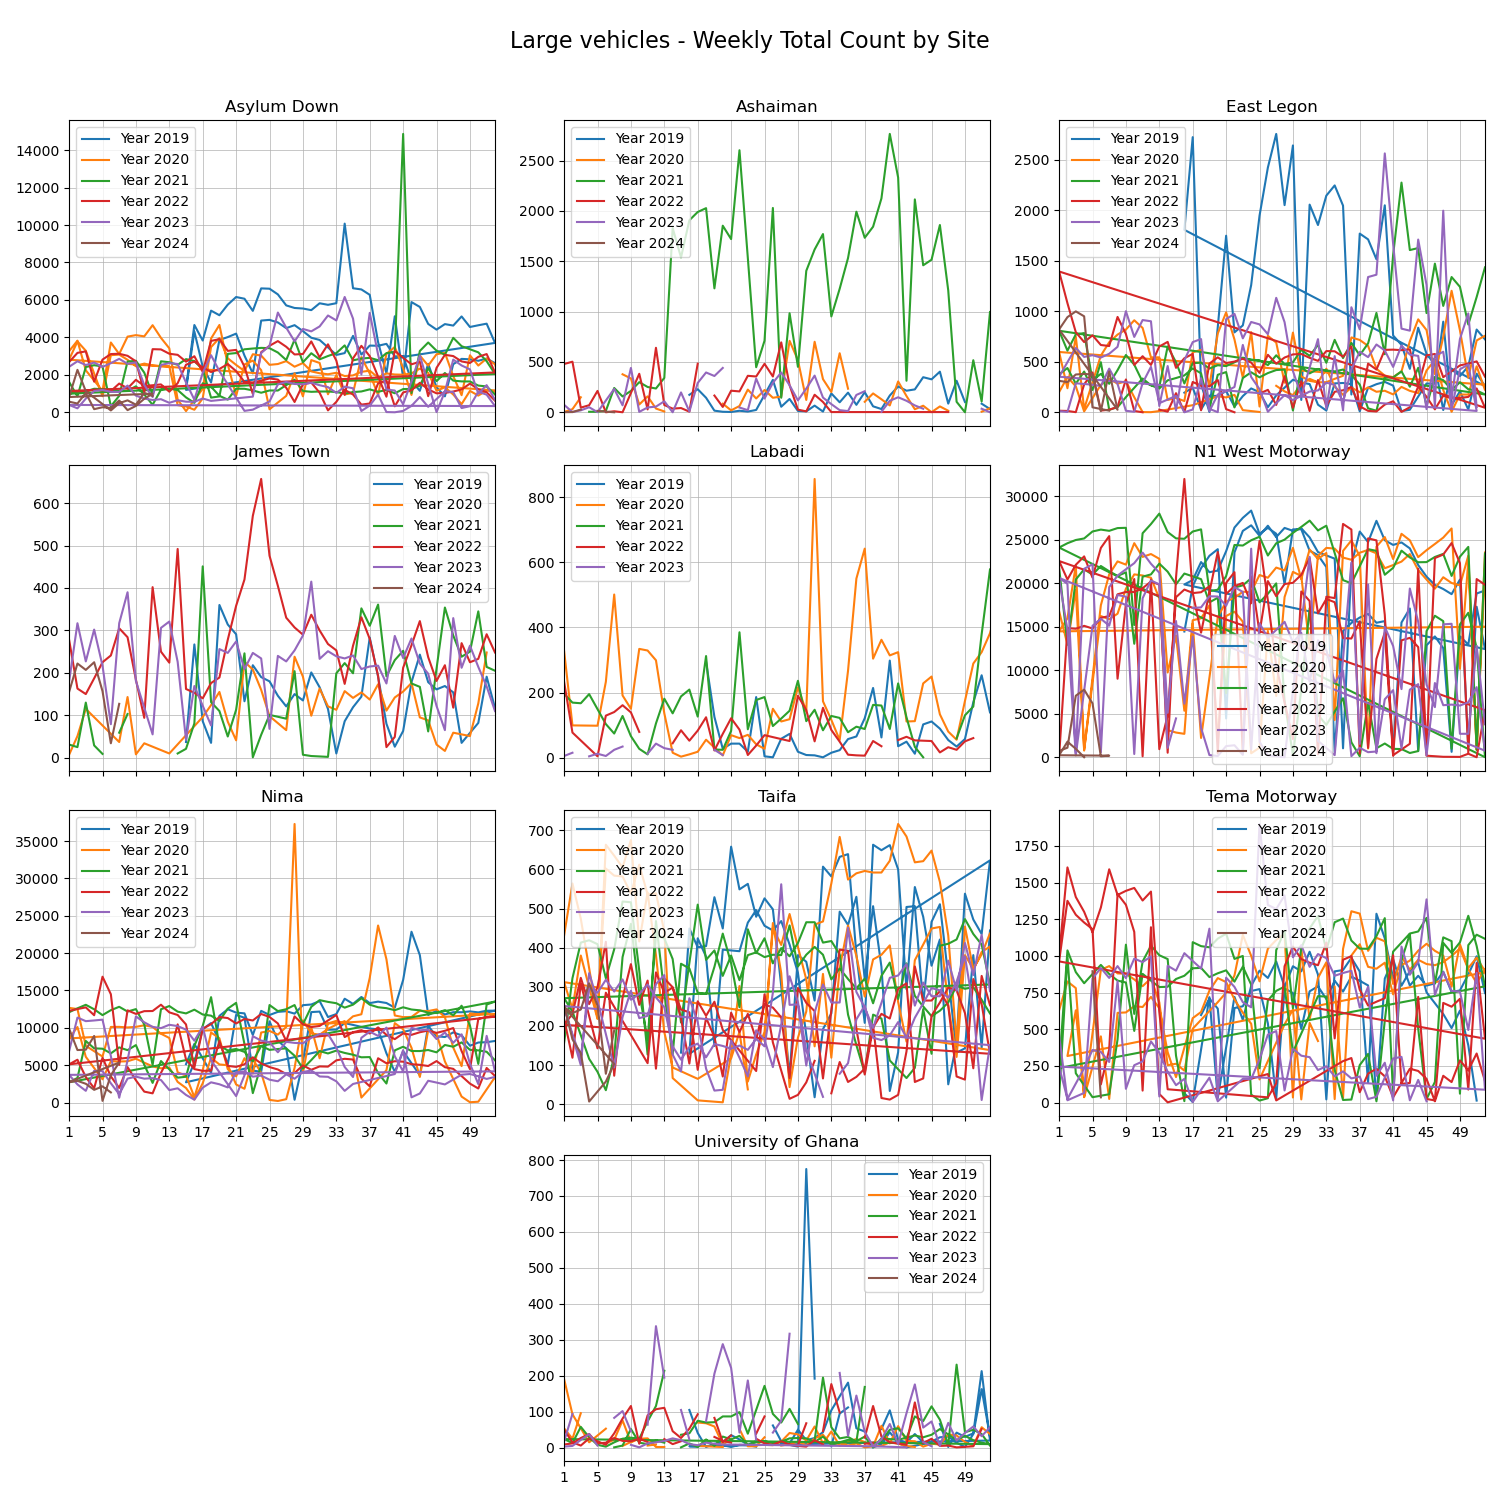 Large vehicles - Weekly Total Count by Site
Asylum Down
14000
12000
10000
8000
6000
4000
2000
0
Year 2019
Year 2020
Year 2021
Year 2022
Year 2023
Year 2024
Ashaiman
2500
2000
1500
1000
500
0
Year 2019
Year 2020
Year 2021
Year 2022
Year 2023
Year 2024
East Legon
2500
2000
1500
1000
500
0
Year 2019
Year 2020
Year 2021
Year 2022
Year 2023
Year 2024
James Town
600
500
400
300
200
100
0
Year 2019
Year 2020
Year 2021
Year 2022
Year 2023
Year 2024
Labadi
800
600
400
200
0
Year 2019
Year 2020
Year 2021
Year 2022
Year 2023
N1 West Motorway
30000
25000
20000
15000
10000
5000
0
Year 2019
Year 2020
Year 2021
Year 2022
Year 2023
Year 2024
Nima
35000
30000
25000
20000
15000
10000
5000
0
Year 2019
Year 2020
Year 2021
Year 2022
Year 2023
Year 2024
1 5 9 13 17 21 25 29 33 37 41 45 49
Taifa
700
600
500
400
300
200
100
0
Year 2019
Year 2020
Year 2021
Year 2022
Year 2023
Year 2024
Tema Motorway
1750
1500
1250
1000
750
500
250
0
Year 2019
Year 2020
Year 2021
Year 2022
Year 2023
Year 2024
1 5 9 13 17 21 25 29 33 37 41 45 49
University of Ghana
800
700
600
500
400
300
200
100
0
Year 2019
Year 2020
Year 2021
Year 2022
Year 2023
Year 2024
1 5 9 13 17 21 25 29 33 37 41 45 49